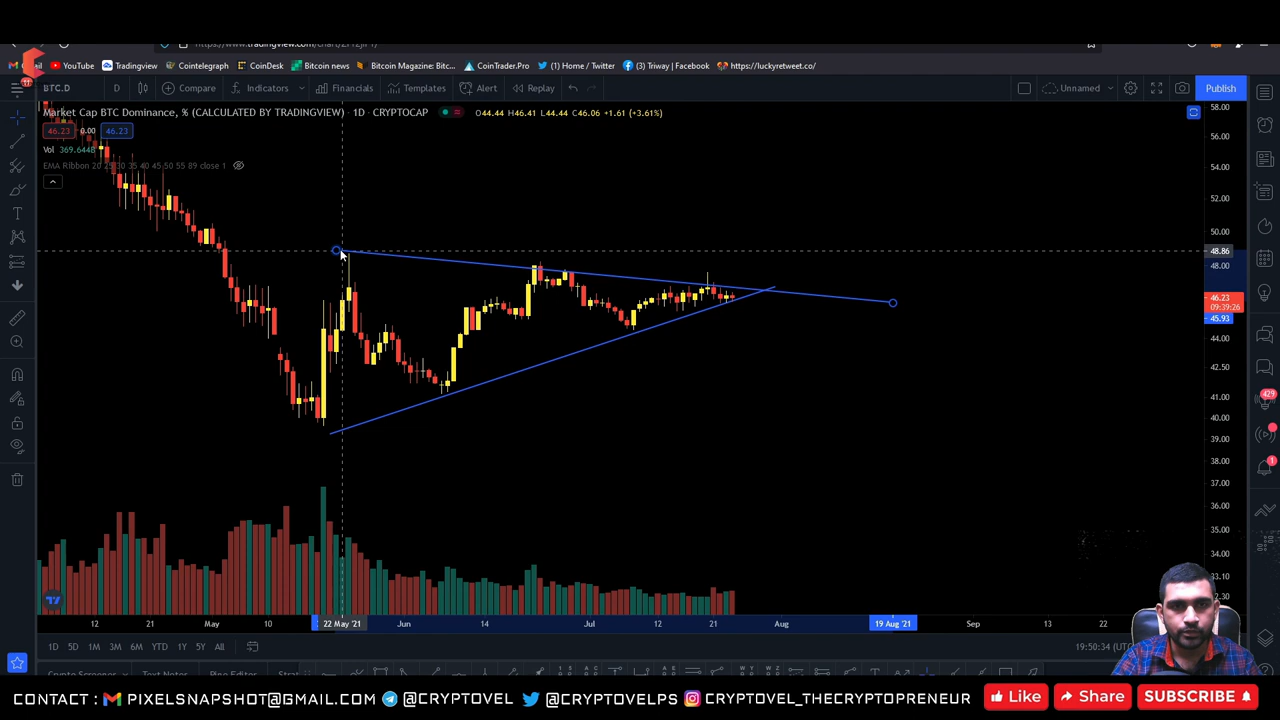 YouTube Tradingview Cointelegraph CoinDesk Bitcoin news Bitcoin Magazine: Bitc... CoinTrader.Pro (1) Home / Twitter (3) Triway | Facebook https://luckyretweet.co/
11 BTC.D D Compare Indicators Financials Templates Alert Replay Unnamed Publish
Market Cap BTC Dominance, % (CALCULATED BY TRADINGVIEW) · 1D · CRYPTOCAP O44.44 H46.41 L44.44 C46.06 +1.61 (+3.61%)
46.23 0.00 46.23
Vol 369.644B
EMA Ribbon 20 25 30 35 40 45 50 55 89 close 1
58.00
56.00
54.00
52.00
50.00
48.86
48.00
46.23
09:39:26
45.93
44.00
42.50
41.00
40.00
39.00
38.00
37.00
36.00
35.00
34.00
33.10
429
1
12 21 May 10 22 May '21 Jun 14 Jul 12 21 Aug 19 Aug '21 Sep 13 22
1D 5D 1M 3M 6M YTD 1Y 5Y All 19:50:34 (UTC
CONTACT : PIXELSNAPSHOT@GMAIL.COM @CRYPTOVEL @CRYPTOVELPS CRYPTOVEL_THECRYPTOPRENEUR Like Share SUBSCRIBE